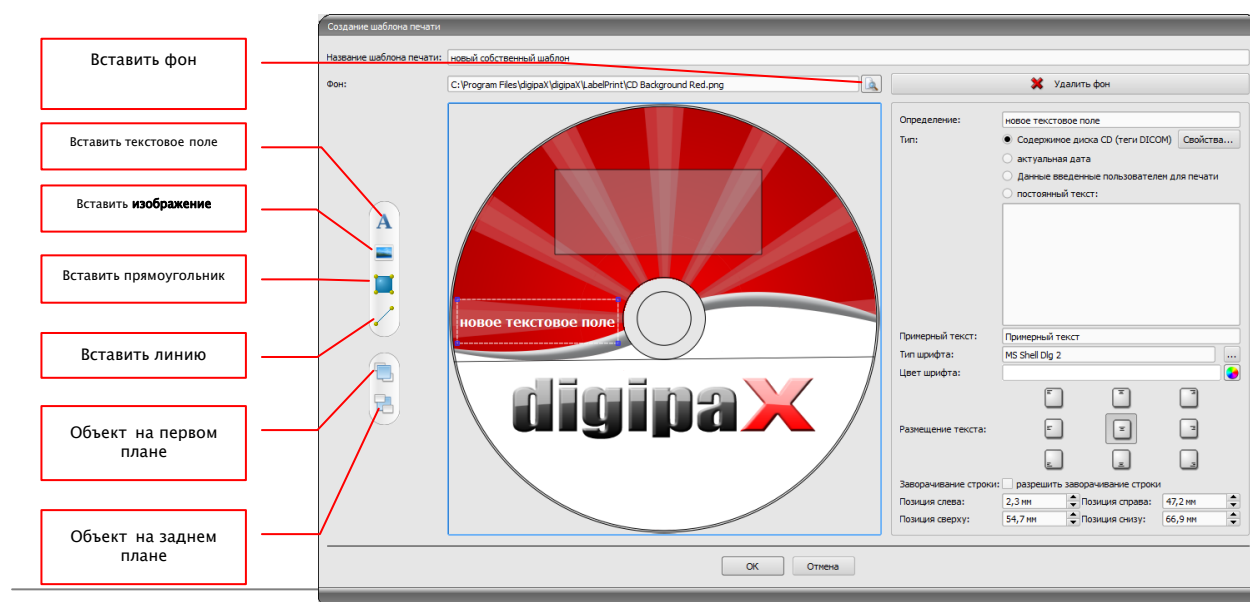 Создание шаблона печати
Вставить фон
Название шаблона печати: новый собственный шаблон
Фон: C:\Program Files\digipaX\digipaX\LabelPrint\CD Background Red.png
Удалить фон
Вставить текстовое поле
Вставить изображение
Вставить прямоугольник
Вставить линию
Объект на первом
плане
Объект на заднем
плане
A
новое текстовое поле
digipaX
Определение: новое текстовое поле
Тип: Содержимое диска CD (теги DICOM) Свойства...
актуальная дата
Данные введенные пользователем для печати
постоянный текст:
Примерный текст: Примерный текст
Тип шрифта: MS Shell Dlg 2 ...
Цвет шрифта:
Размещение текста:
Заворачивание строки: разрешить заворачивание строки
Позиция слева: 2,3 мм Позиция справа: 47,2 мм
Позиция сверху: 54,7 мм Позиция снизу: 66,9 мм
OK Отмена